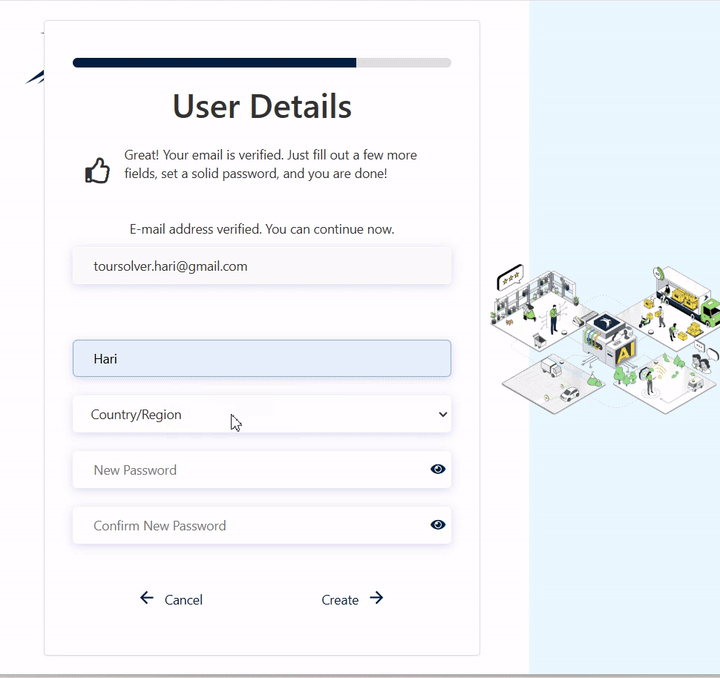 User Details
Great! Your email is verified. Just fill out a few more
fields, set a solid password, and you are done!
E-mail address verified. You can continue now.
toursolver.hari@gmail.com
Hari
Country/Region
New Password
Confirm New Password
Cancel
Create
AI